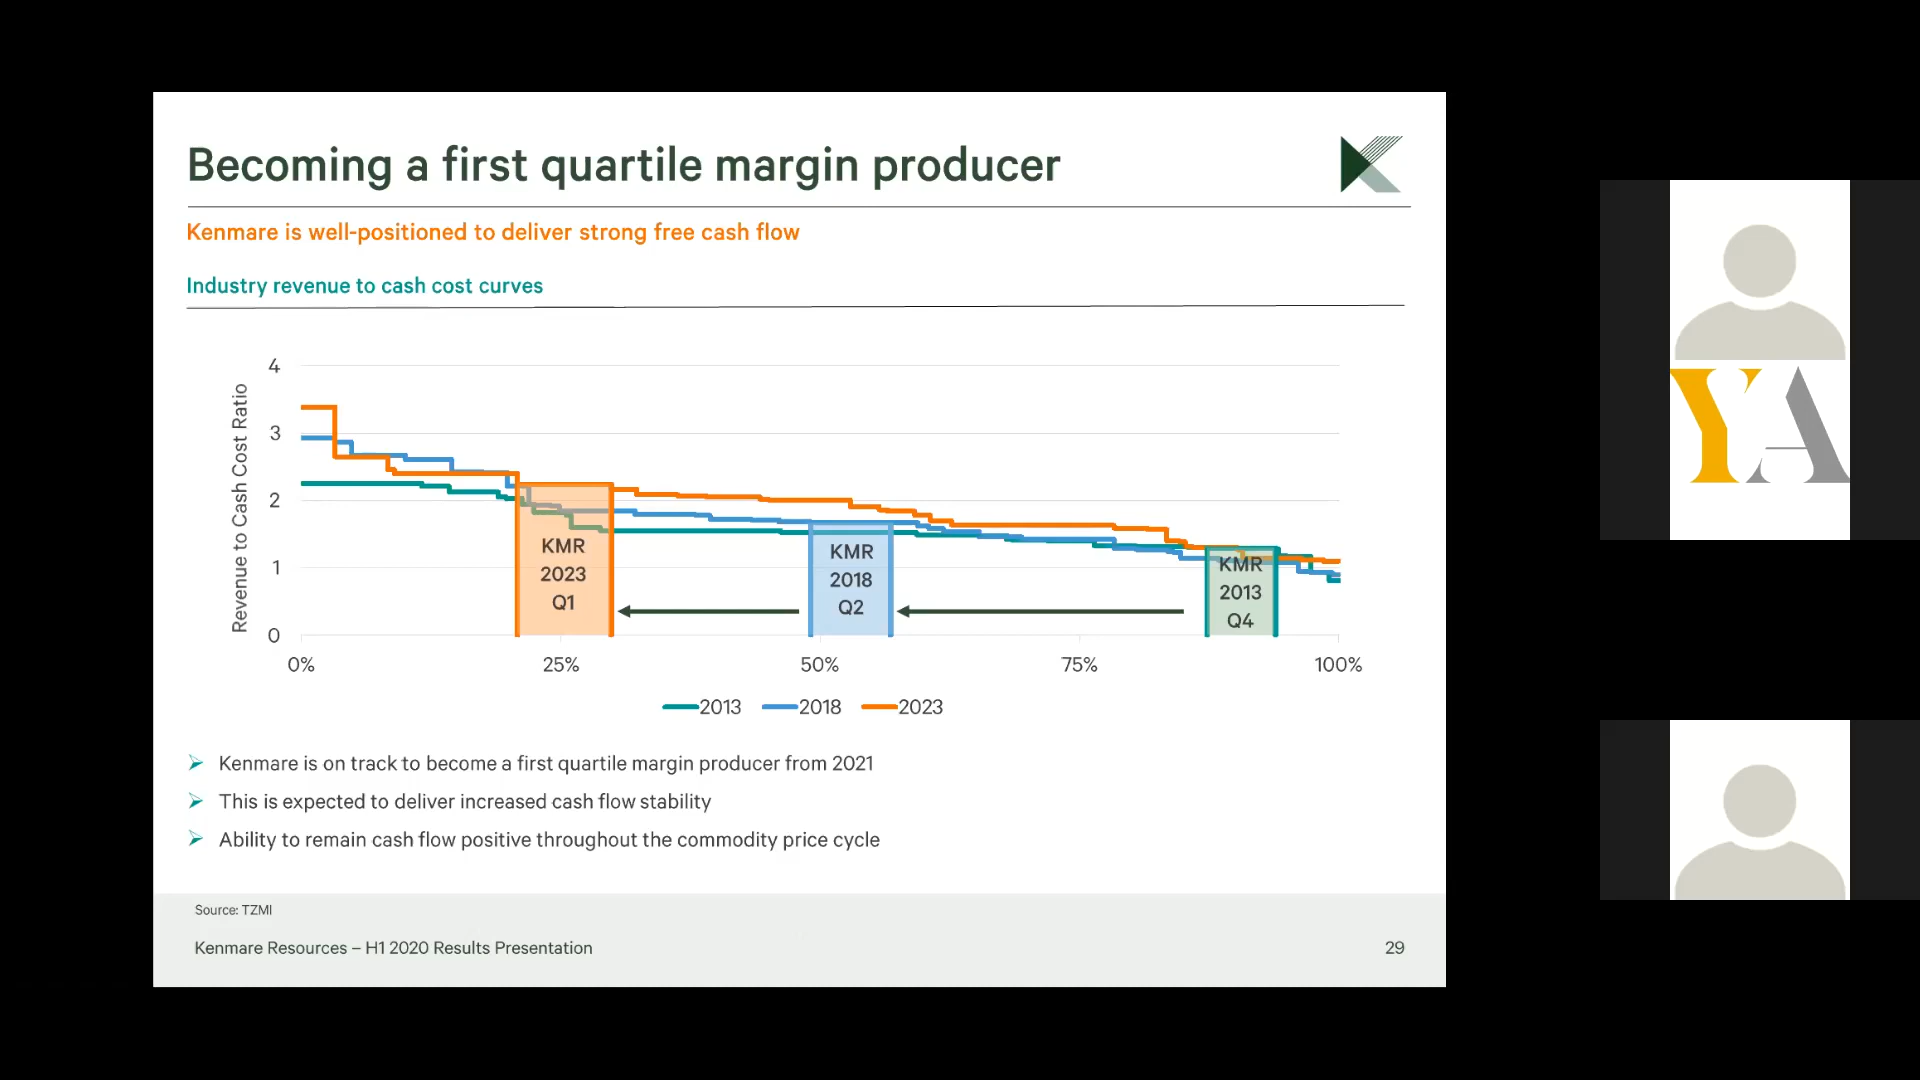 Becoming a first quartile margin producer
Kenmare is well-positioned to deliver strong free cash flow
Industry revenue to cash cost curves
Revenue to Cash Cost Ratio
4
3
2
1
0
KMR
2023
Q1
KMR
2018
Q2
KMR
2013
Q4
0%
25%
50%
75%
100%
2013
2018
2023
Kenmare is on track to become a first quartile margin producer from 2021
This is expected to deliver increased cash flow stability
Ability to remain cash flow positive throughout the commodity price cycle
Source: TZMI
Kenmare Resources – H1 2020 Results Presentation
29
YA